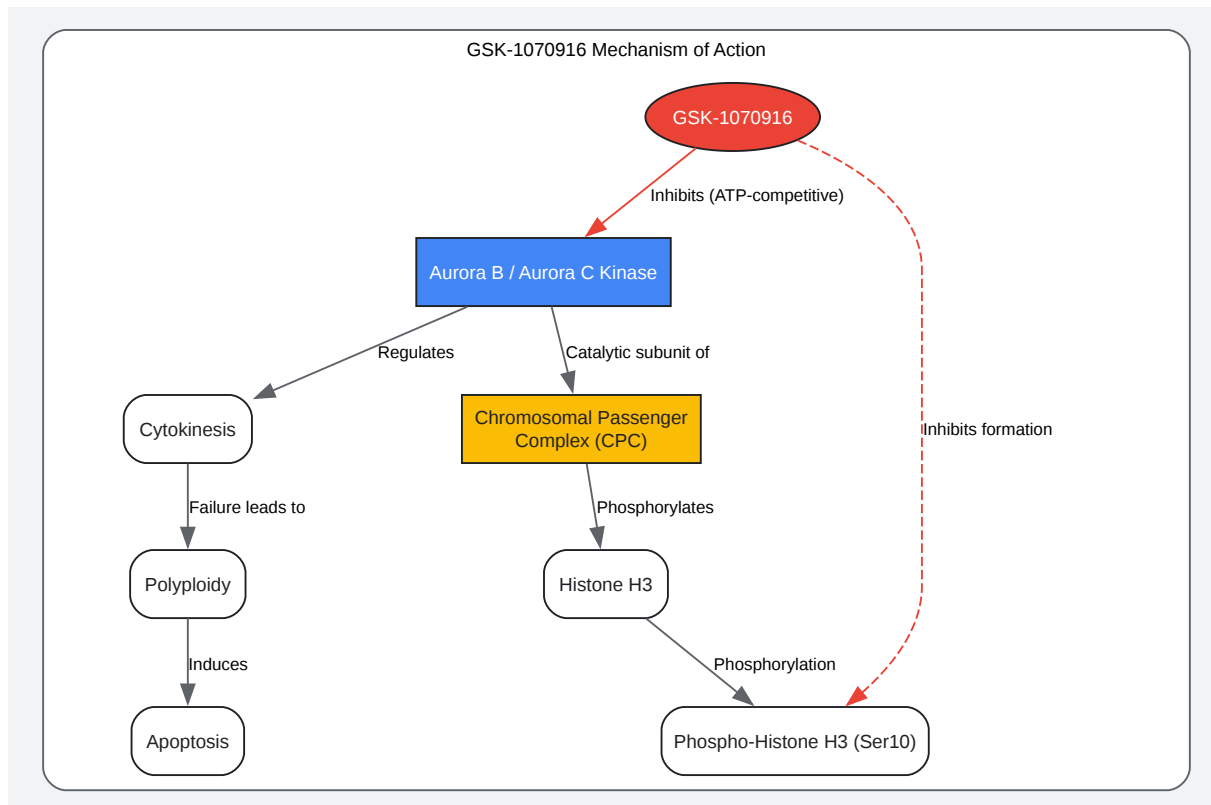 GSK-1070916 Mechanism of Action
GSK-1070916
Inhibits (ATP-competitive)
Aurora B / Aurora C Kinase
Regulates
Catalytic subunit of
Cytokinesis
Chromosomal Passenger
Complex (CPC)
Inhibits formation
Failure leads to
Phosphorylates
Polyploidy
Histone H3
Induces
Phosphorylation
Apoptosis
Phospho-Histone H3 (Ser10)